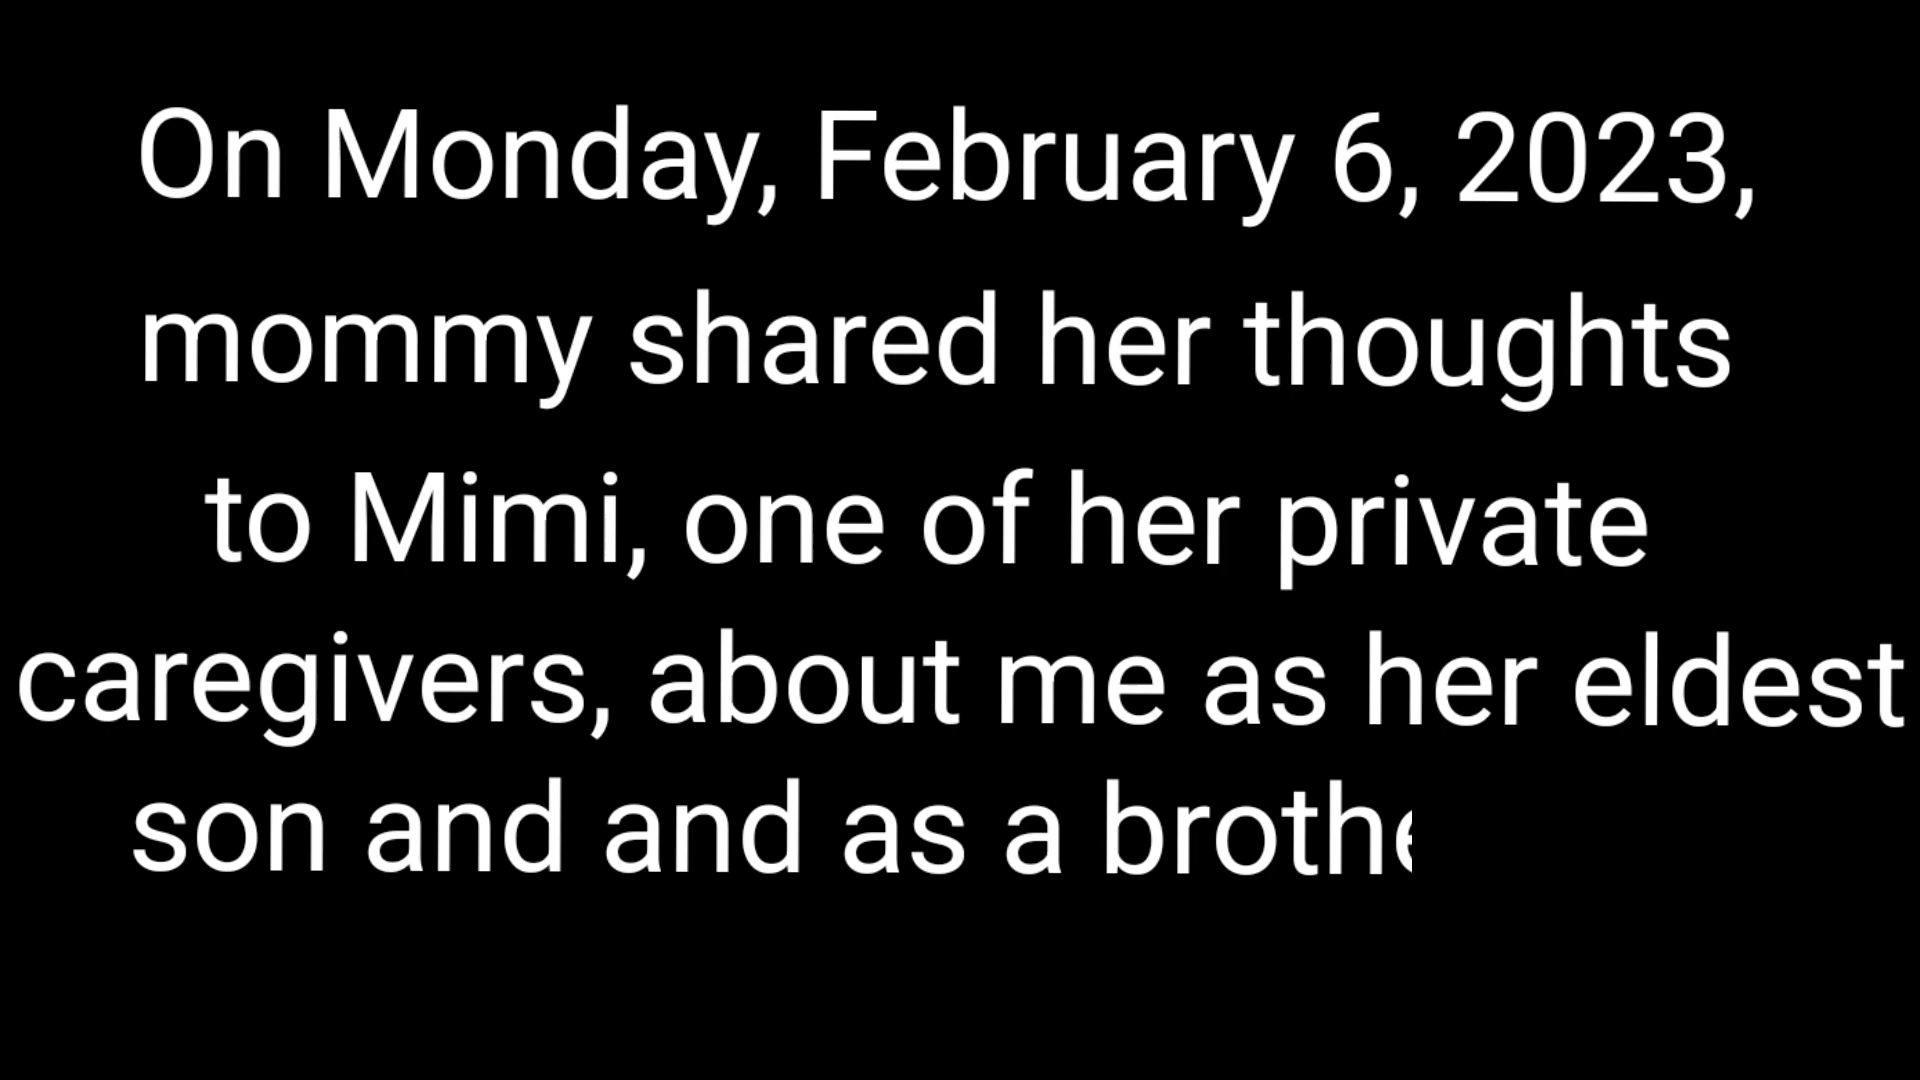 On Monday, February 6, 2023,
mommy shared her thoughts
to Mimi, one of her private
caregivers, about me as her eldest
son and and as a brothe